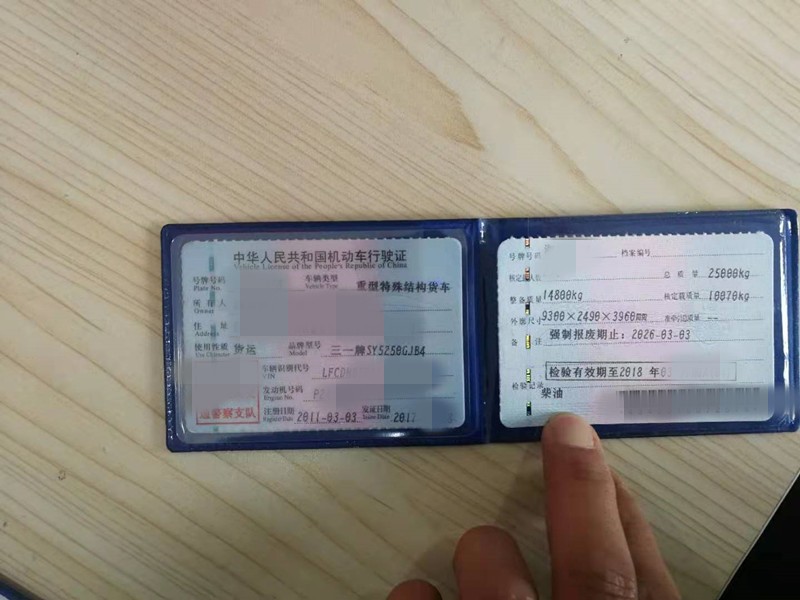 中华人民共和国机动车行驶证
Vehicle License of the People's Republic of China
号牌号码
Plate No.
车辆类型
Vehicle Type
重型特殊结构货车
所有人
Owner
住址
Address
使用性质
Use Character
货运
品牌型号
Model
三一牌SY5250GJB4
车辆识别代号
VIN
LFCD
发动机号码
Engine No.
警察支队
注册日期
Register Date
2011-03-03
发证日期
Issue Date
2011
号牌号码
档案编号
核定载人数
总质量
25000kg
整备质量
14800kg
核定载质量
10070kg
外廓尺寸
9300×2490×3960
准牵引总质量
--
备注
强制报废期止:2026-03-03
检验有效期至2018 年03
检验记录
柴油